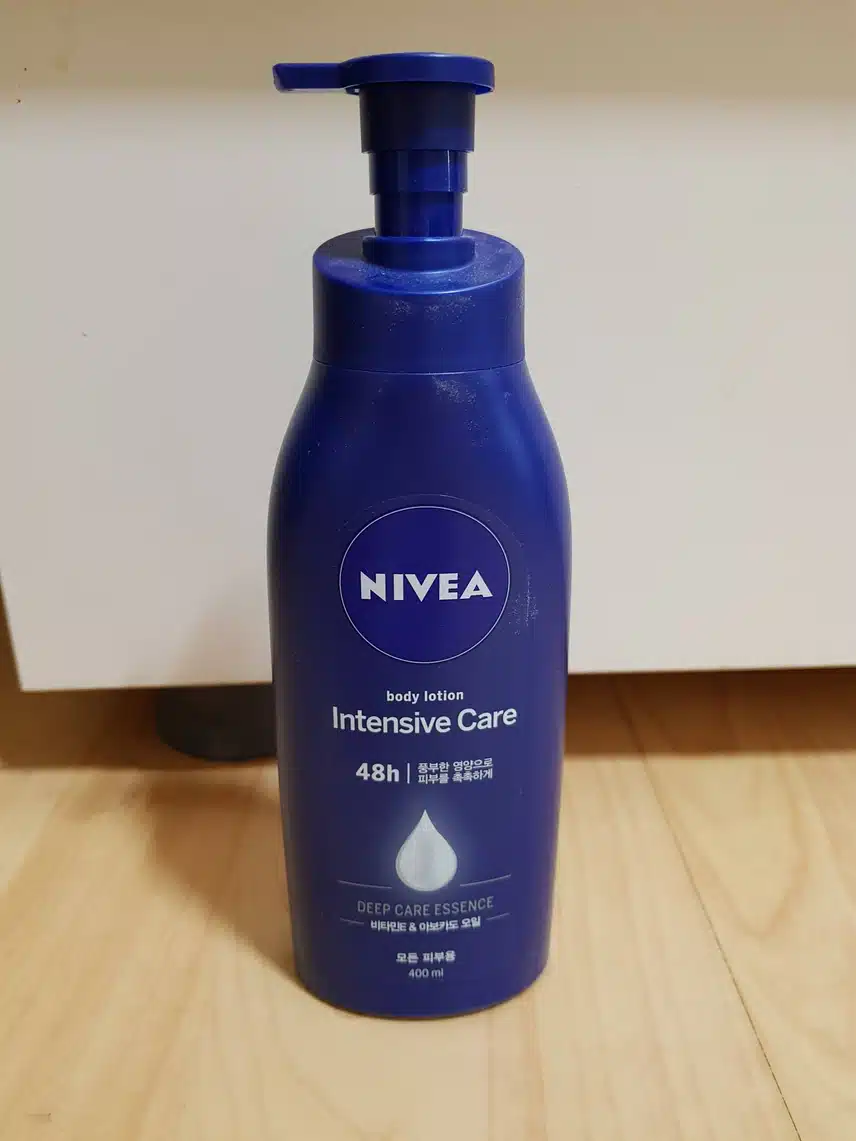 NIVEA
body lotion
Intensive Care
48h | 풍부한 영양으로
피부를 촉촉하게
DEEP CARE ESSENCE
비타민E & 아보카도 오일
모든 피부용
400 ml